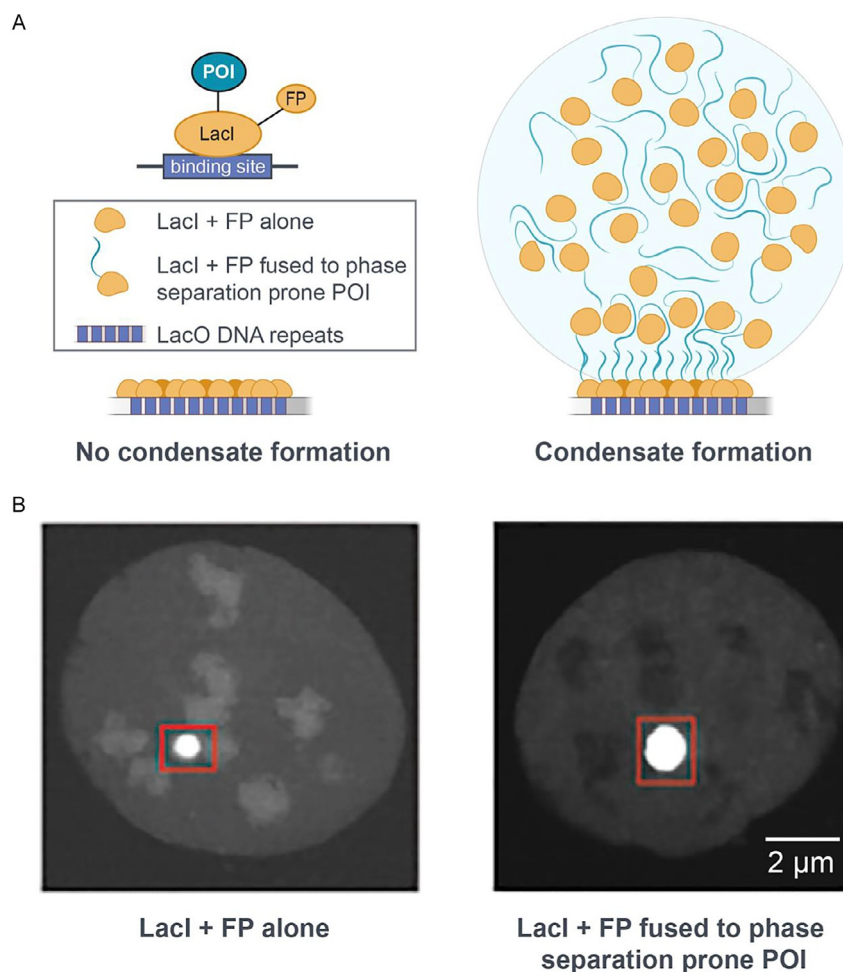 A
POI
FP
LacI
binding site
LacI + FP alone
LacI + FP fused to phase
separation prone POI
LacO DNA repeats
No condensate formation
Condensate formation
B
2 µm
LacI + FP alone
LacI + FP fused to phase
separation prone POI